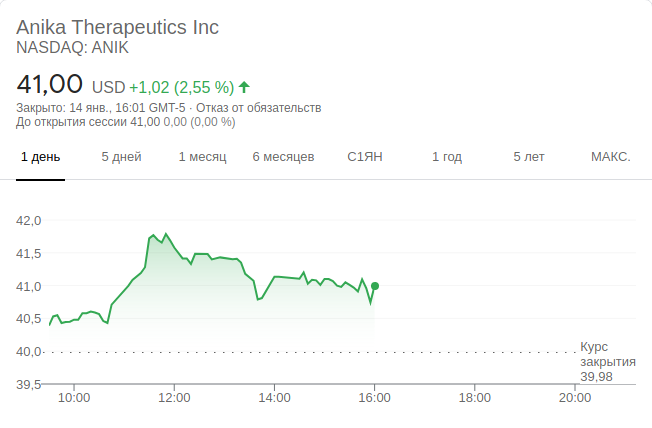 Anika Therapeutics Inc
NASDAQ: ANIK
41,00 USD +1,02 (2,55 %)
Закрыто: 14 янв., 16:01 GMT-5 · Отказ от обязательств
До открытия сессии 41,00 0,00 (0,00 %)
1 день 5 дней 1 месяц 6 месяцев С1ЯН 1 год 5 лет МАКС.
42,0
41,5
41,0
40,5
40,0
39,5
Курс
закрытия
39,98
10:00 12:00 14:00 16:00 18:00 20:00